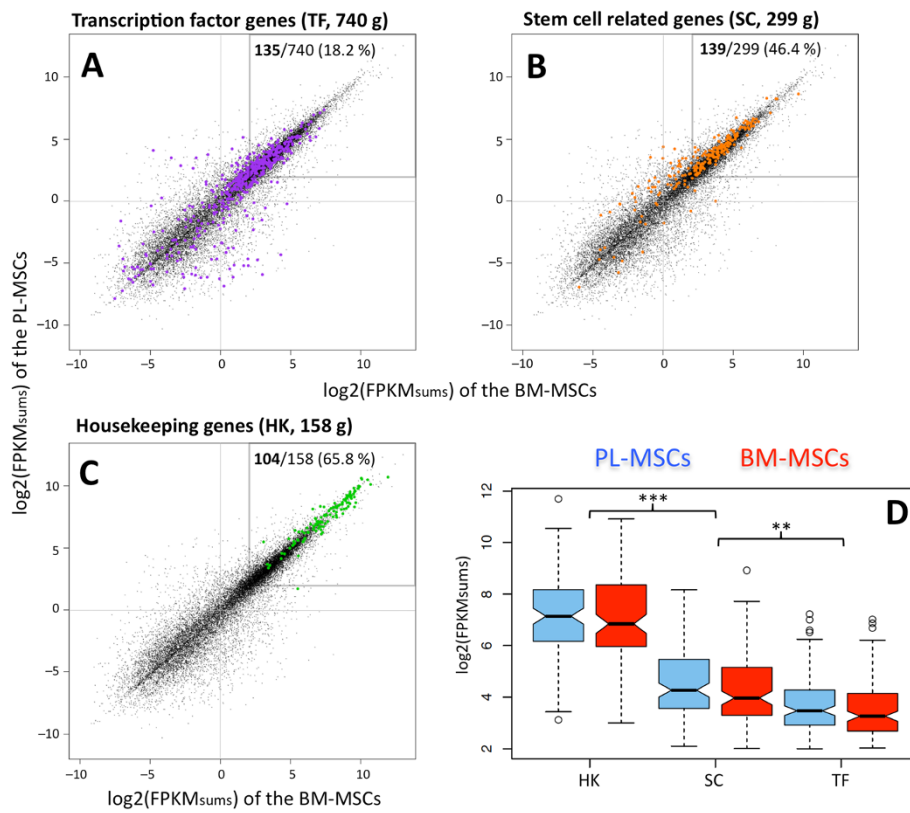 Transcription factor genes (TF, 740 g)
A
135/740 (18.2 %)
10
5
0
−5
−10
−10
−5
0
5
10
Stem cell related genes (SC, 299 g)
B
139/299 (46.4 %)
10
5
0
−5
−10
−10
−5
0
5
10
log2(FPKMsums) of the PL-MSCs
log2(FPKMsums) of the BM-MSCs
Housekeeping genes (HK, 158 g)
C
104/158 (65.8 %)
10
5
0
−5
−10
−10
−5
0
5
10
log2(FPKMsums) of the BM-MSCs
PL-MSCs BM-MSCs
D
***
**
log2(FPKMsums)
12
10
8
6
4
2
HK SC TF